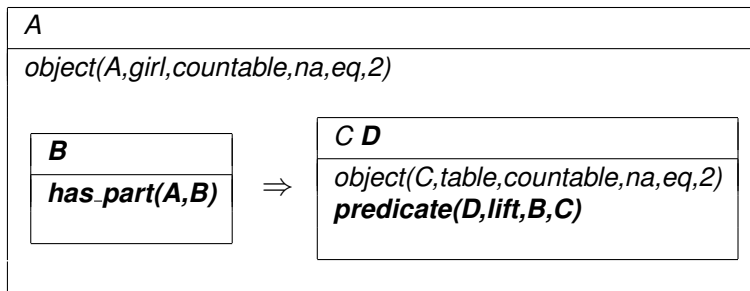 A
object(A,girl,countable,na,eq,2)
B
has_part(A,B)
⇒
C D
object(C,table,countable,na,eq,2)
predicate(D,lift,B,C)